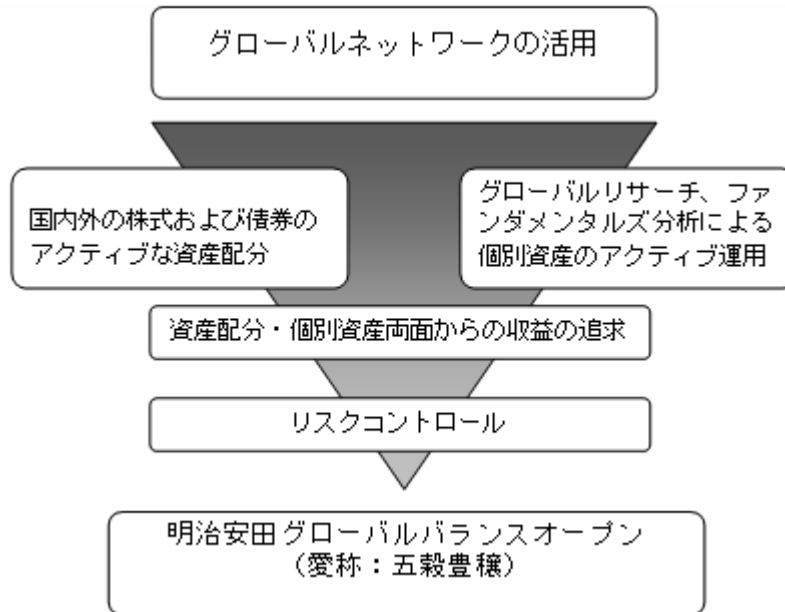 グローバルネットワークの活用
国内外の株式および債券の
アクティブな資産配分
グローバルリサーチ、ファ
ンダメンタルズ分析による
個別資産のアクティブ運用
資産配分・個別資産両面からの収益の追求
リスクコントロール
明治安田グローバルバランスオープン
（愛称：五穀豊穣）